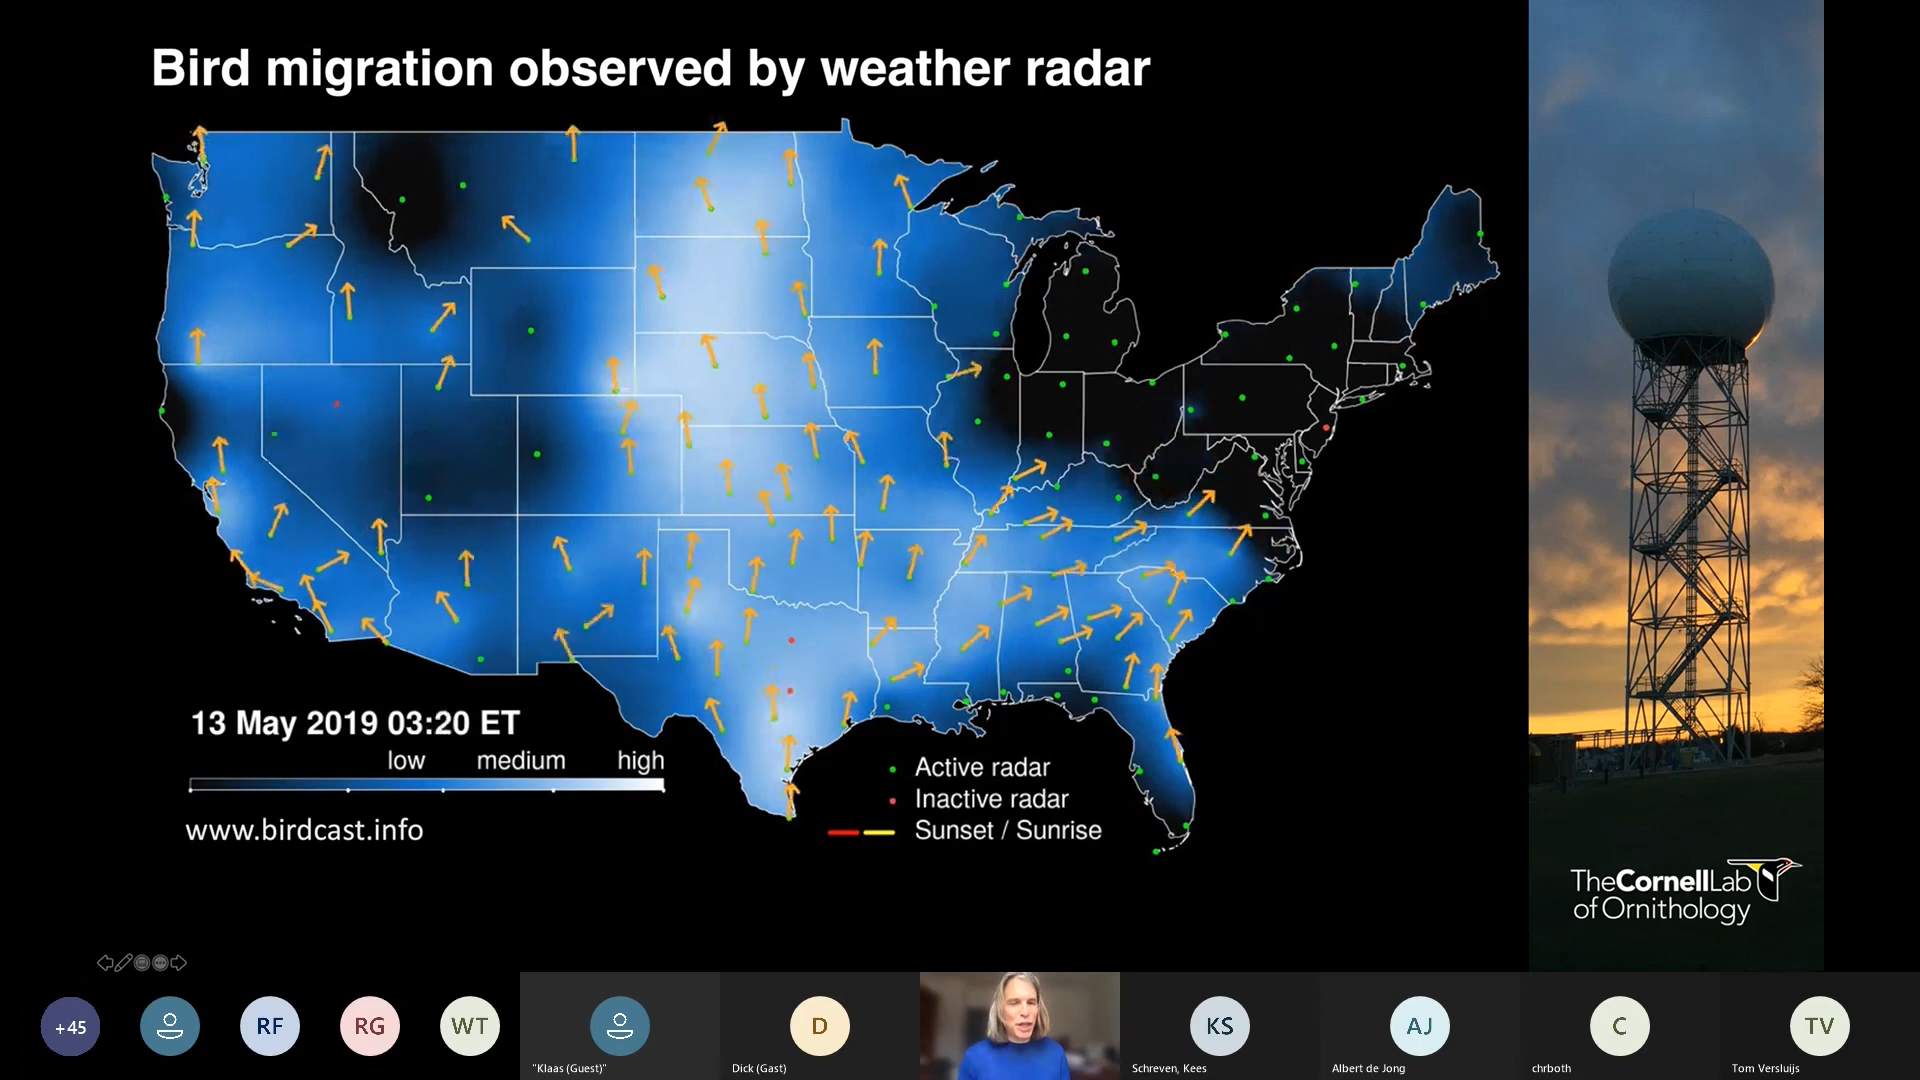 Bird migration observed by weather radar
13 May 2019 03:20 ET
low medium high
www.birdcast.info
Active radar
Inactive radar
Sunset / Sunrise
TheCornellLab
of Ornithology
+45
RF
RG
WT
"Klaas (Guest)"
D
Dick (Gast)
KS
Schreven, Kees
AJ
Albert de Jong
C
chrboth
TV
Tom Versluijs